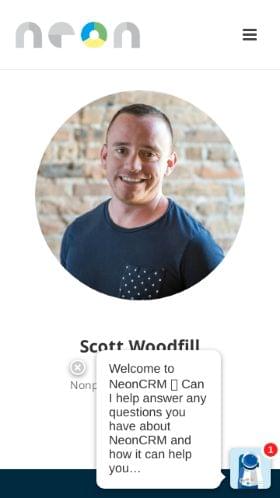 neon
Scott Woodfill
Nonp
Welcome to
NeonCRM ▯ Can
I help answer any
questions you
have about
NeonCRM and
how it can help
you...
1